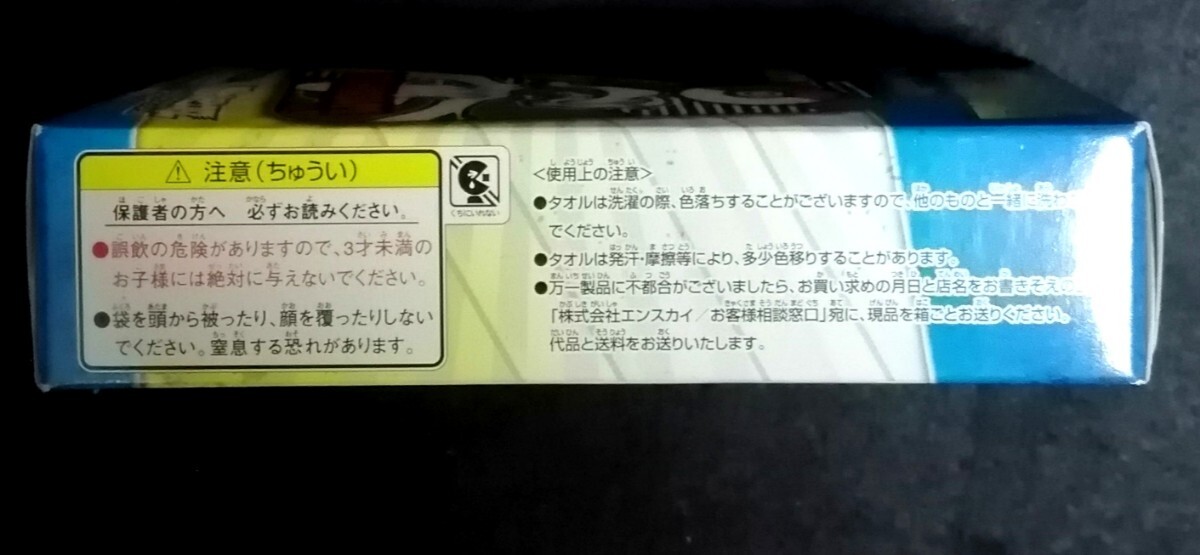 ⚠ 注意(ちゅうい)
保護者の方へ 必ずお読みください。
●誤飲の危険がありますので、3才未満の
お子様には絶対に与えないでください。
●袋を頭から被ったり、顔を覆ったりしない
でください。窒息する恐れがあります。
くちにいれない
<使用上の注意>
●タオルは洗濯の際、色落ちすることがございますので、他のものと一緒に洗わ
でください。
●タオルは発汗・摩擦等により、多少色移りすることがあります。
●万一製品に不都合がございましたら、お買い求めの月日と店名をお書きそえの
「株式会社エンスカイ/お客様相談窓口」宛に、現品を箱ごとお送りください。
代品と送料をお送りいたします。